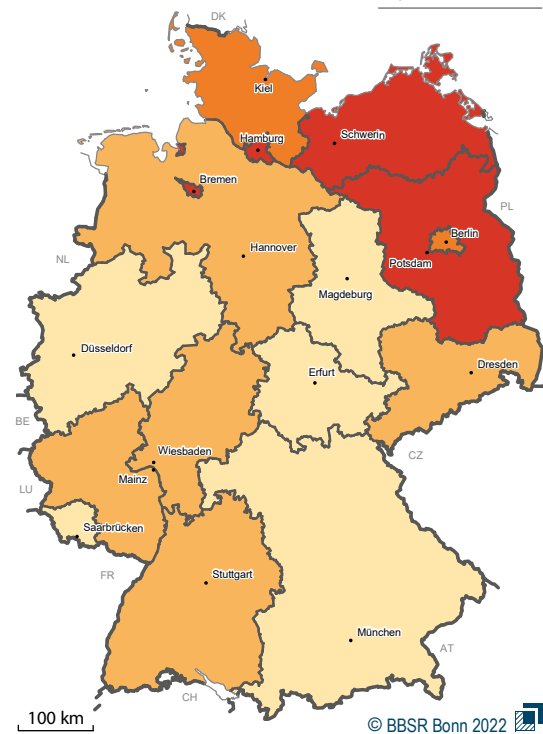 DK
Kiel
Hamburg
Schwerin
Bremen
PL
Berlin
NL
Hannover
Potsdam
Magdeburg
Düsseldorf
Erfurt
Dresden
BE
Wiesbaden
CZ
Mainz
LU
Saarbrücken
FR
Stuttgart
München
AT
CH
100 km
© BBSR Bonn 2022